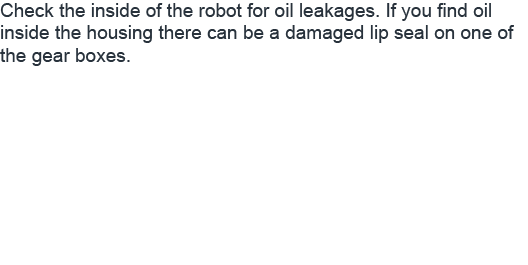 Check the inside of the robot for oil leakages. If you find oil
inside the housing there can be a damaged lip seal on one of
the gear boxes.